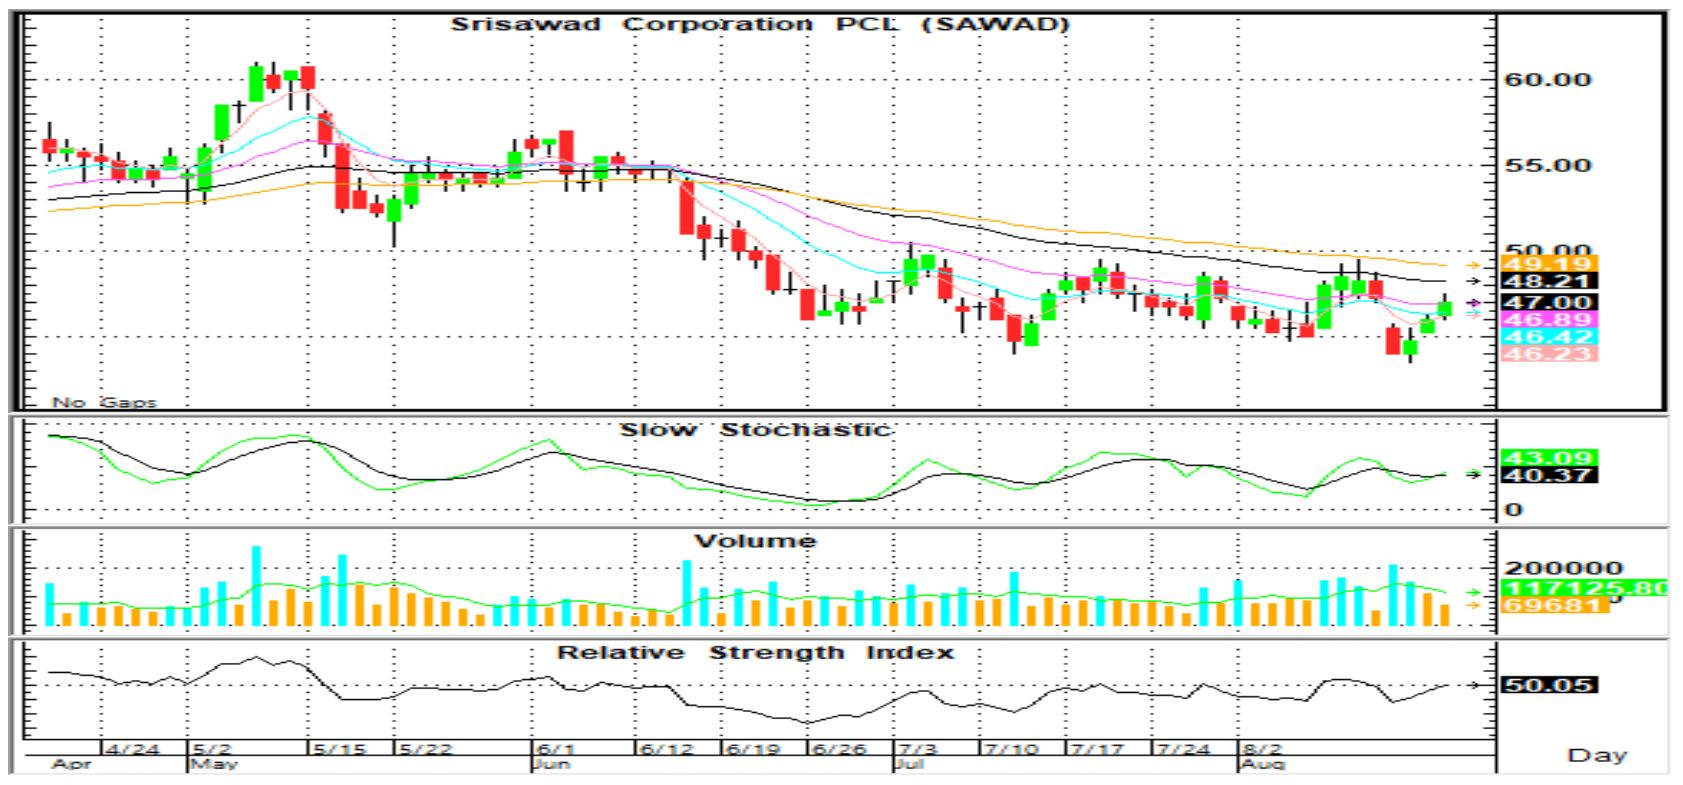 Srisawad Corporation PCL (SAWAD)
60.00
55.00
50.00
49.19
48.21
47.00
46.89
46.42
46.23
No Gaps
Slow Stochastic
43.09
40.37
0
Volume
200000
117125.80
69681
Relative Strength Index
50.05
4/24 5/2 5/15 5/22 6/1 6/12 6/19 6/26 7/3 7/10 7/17 7/24 8/2
Apr May Jun Jul Aug
Day